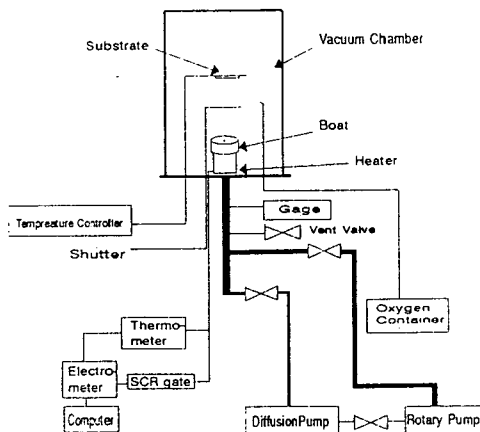 Substrate
Vacuum Chamber
Boat
Heater
Tempreature Controller
Gage
Vent Valve
Shutter
Oxygen
Container
Thermo
meter
Electro
meter
SCR gate
Computer
DiffusionPump
Rotary Pump